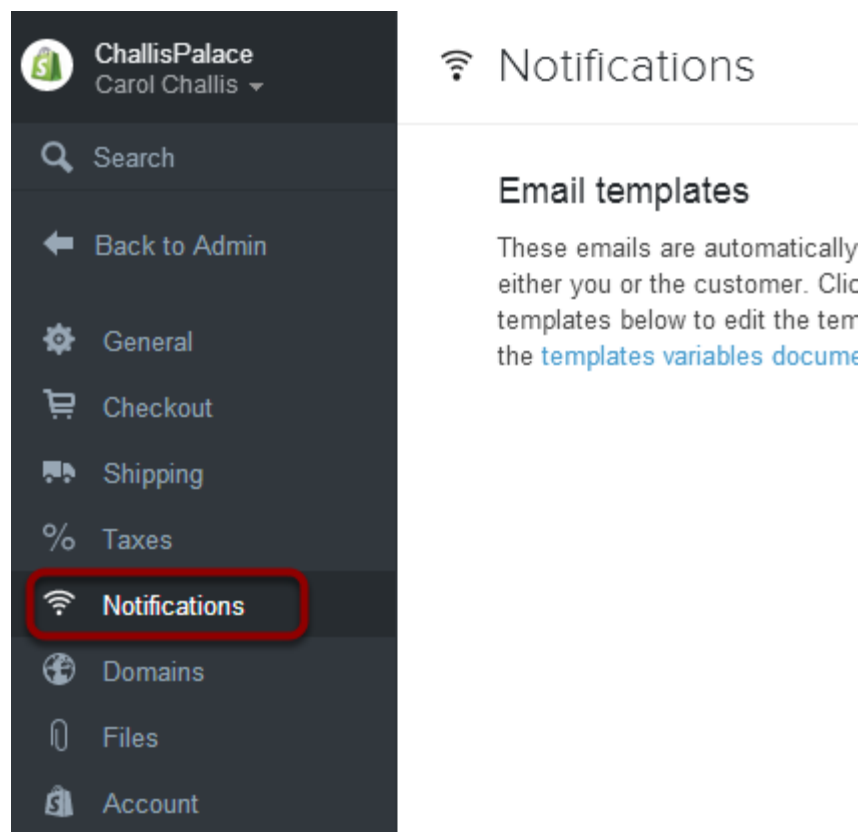 ChallisPalace
Carol Challis
Search
Back to Admin
General
Checkout
Shipping
% Taxes
Notifications
Domains
Files
Account
Notifications
Email templates
These emails are automatically
either you or the customer. Clic
templates below to edit the tem
the templates variables docume